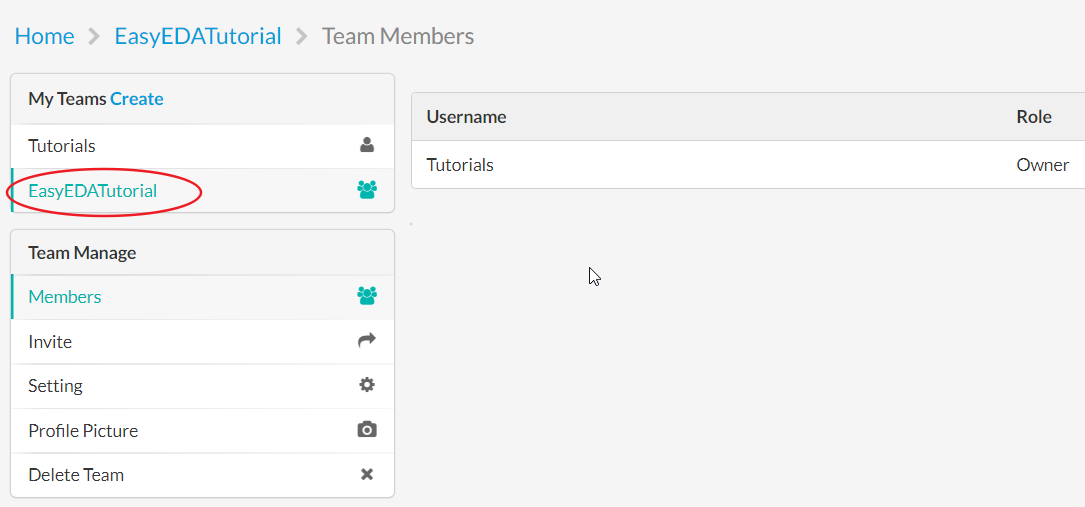 Home > EasyEDATutorial > Team Members
My Teams Create
Tutorials
EasyEDATutorial
Team Manage
Members
Invite
Setting
Profile Picture
Delete Team
Username Role
Tutorials Owner